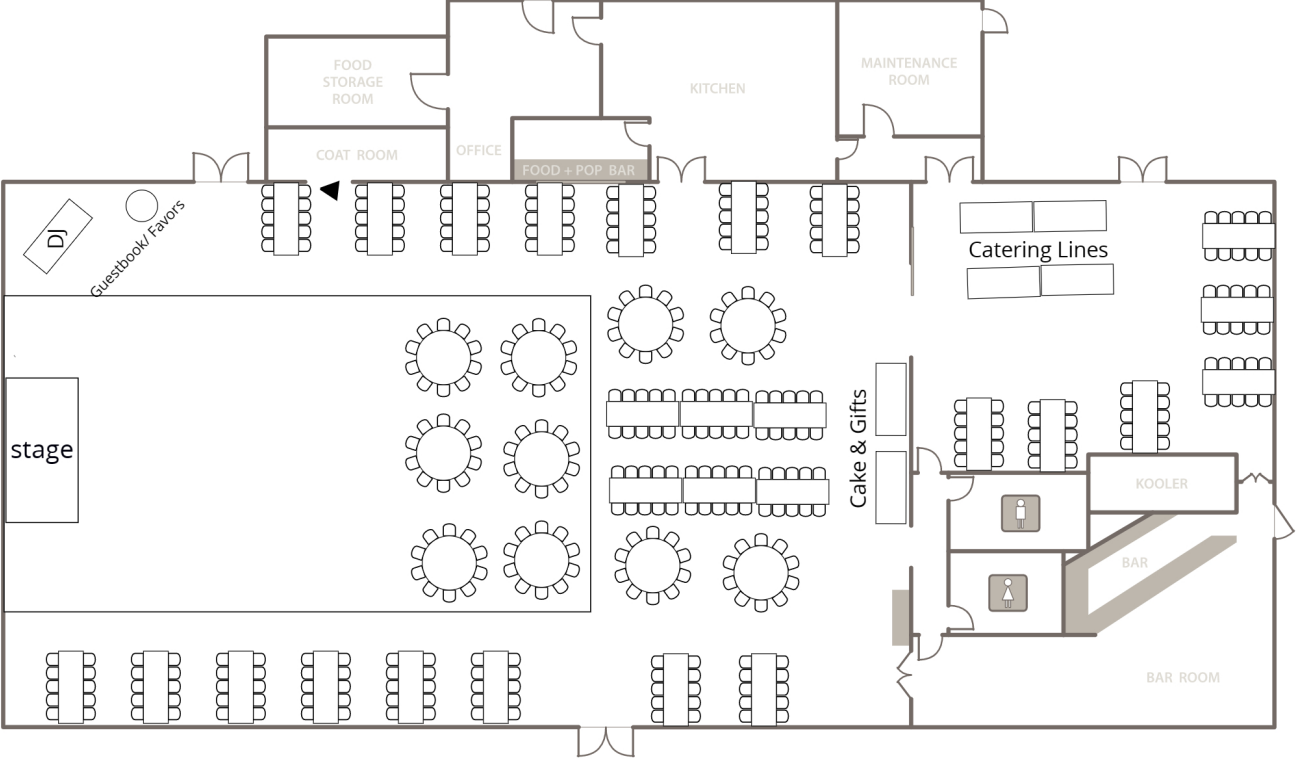 FOOD
STORAGE
ROOM
KITCHEN
MAINTENANCE
ROOM
COAT ROOM
OFFICE
FOOD + POP BAR
DJ
Guestbook/ Favors
Catering Lines
stage
Cake & Gifts
KOOLER
BAR
BAR ROOM